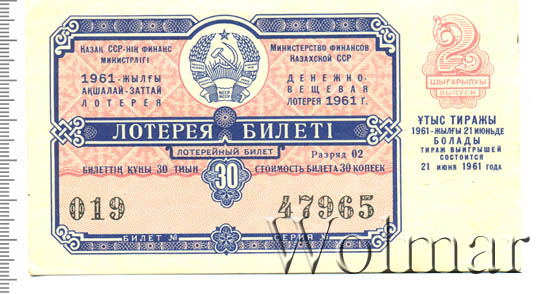 ҚАЗАҚ ССР-НІҢ ФИНАНС
МИНИСТРЛІГІ
1961-ЖЫЛҒЫ
АҚШАЛАЙ-ЗАТТАЙ
ЛОТЕРЕЯ
МИНИСТЕРСТВО ФИНАНСОВ
КАЗАХСКОЙ ССР
ДЕНЕЖНО-
ВЕЩЕВАЯ
ЛОТЕРЕЯ 1961 Г.
ЛОТЕРЕЯ БИЛЕТІ
ЛОТЕРЕЙНЫЙ БИЛЕТ
Разряд 02
БИЛЕТТІҢ ҚҰНЫ 30 ТИЫН
30
СТОИМОСТЬ БИЛЕТА 30 КОПЕЕК
019
47965
БИЛЕТ №
СЕРИЯ №
2
ШЫҒАРЫЛУЫ
ВЫПУСК
ҰТЫС ТИРАЖЫ
1961-ЖЫЛҒЫ 21 ИЮНЬДЕ
БОЛАДЫ
ТИРАЖ ВЫИГРЫШЕЙ
СОСТОИТСЯ
21 ИЮНЯ 1961 ГОДА
Wolmar